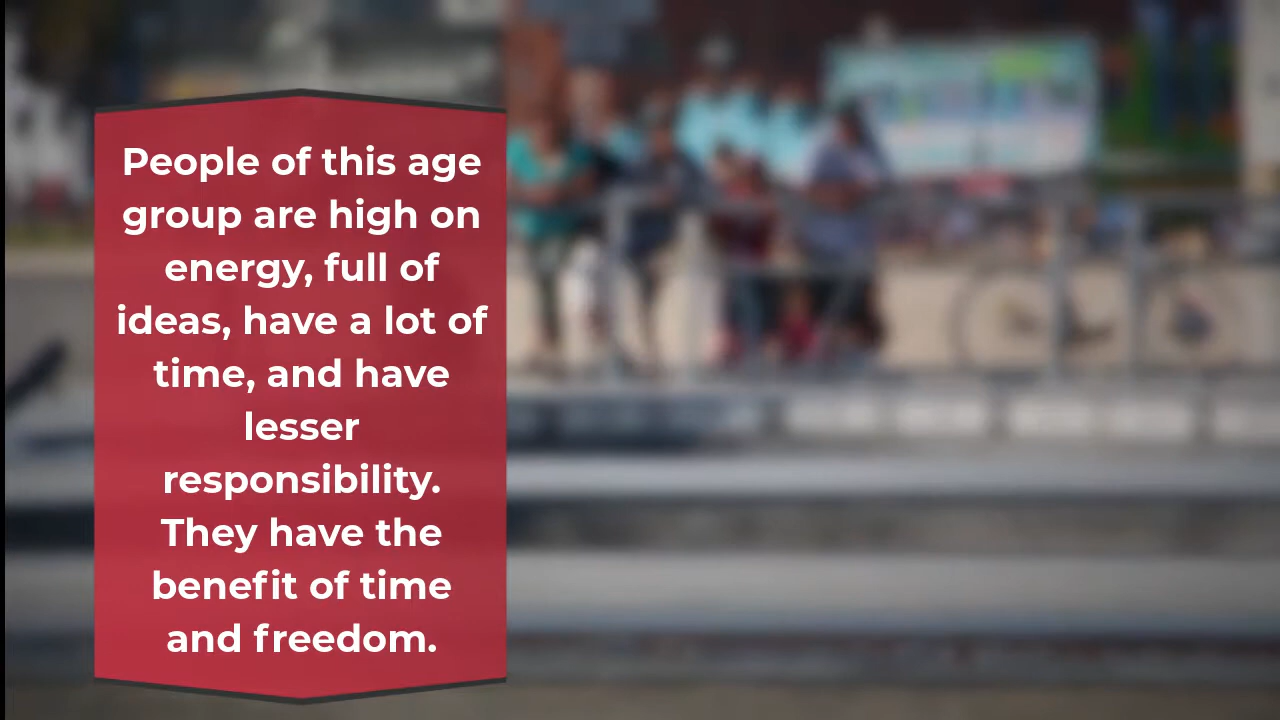 People of this age
group are high on
energy, full of
ideas, have a lot of
time, and have
lesser
responsibility.
They have the
benefit of time
and freedom.